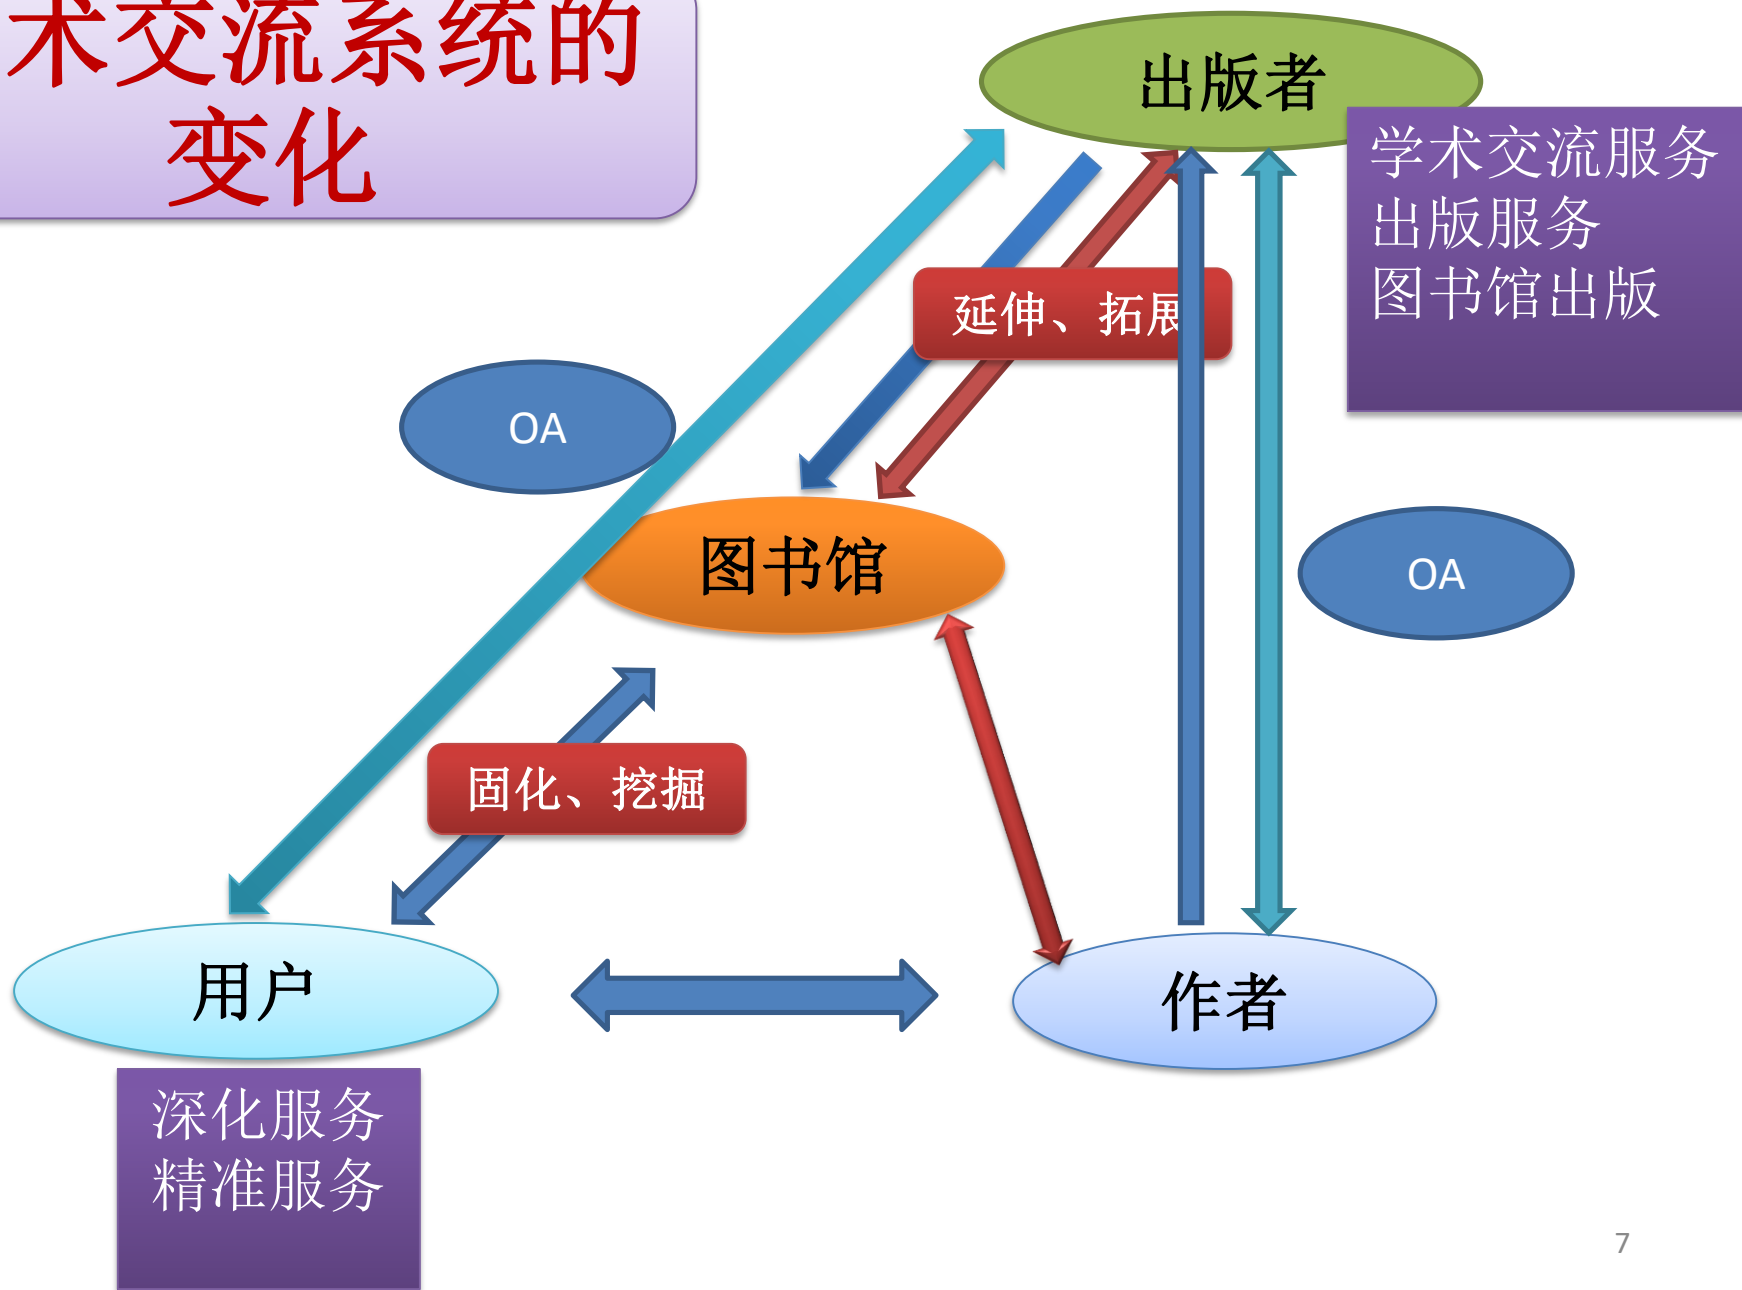 术交流系统的
变化
出版者
学术交流服务
出版服务
图书馆出版
延伸、拓展
OA
图书馆
OA
固化、挖掘
用户
作者
深化服务
精准服务
7